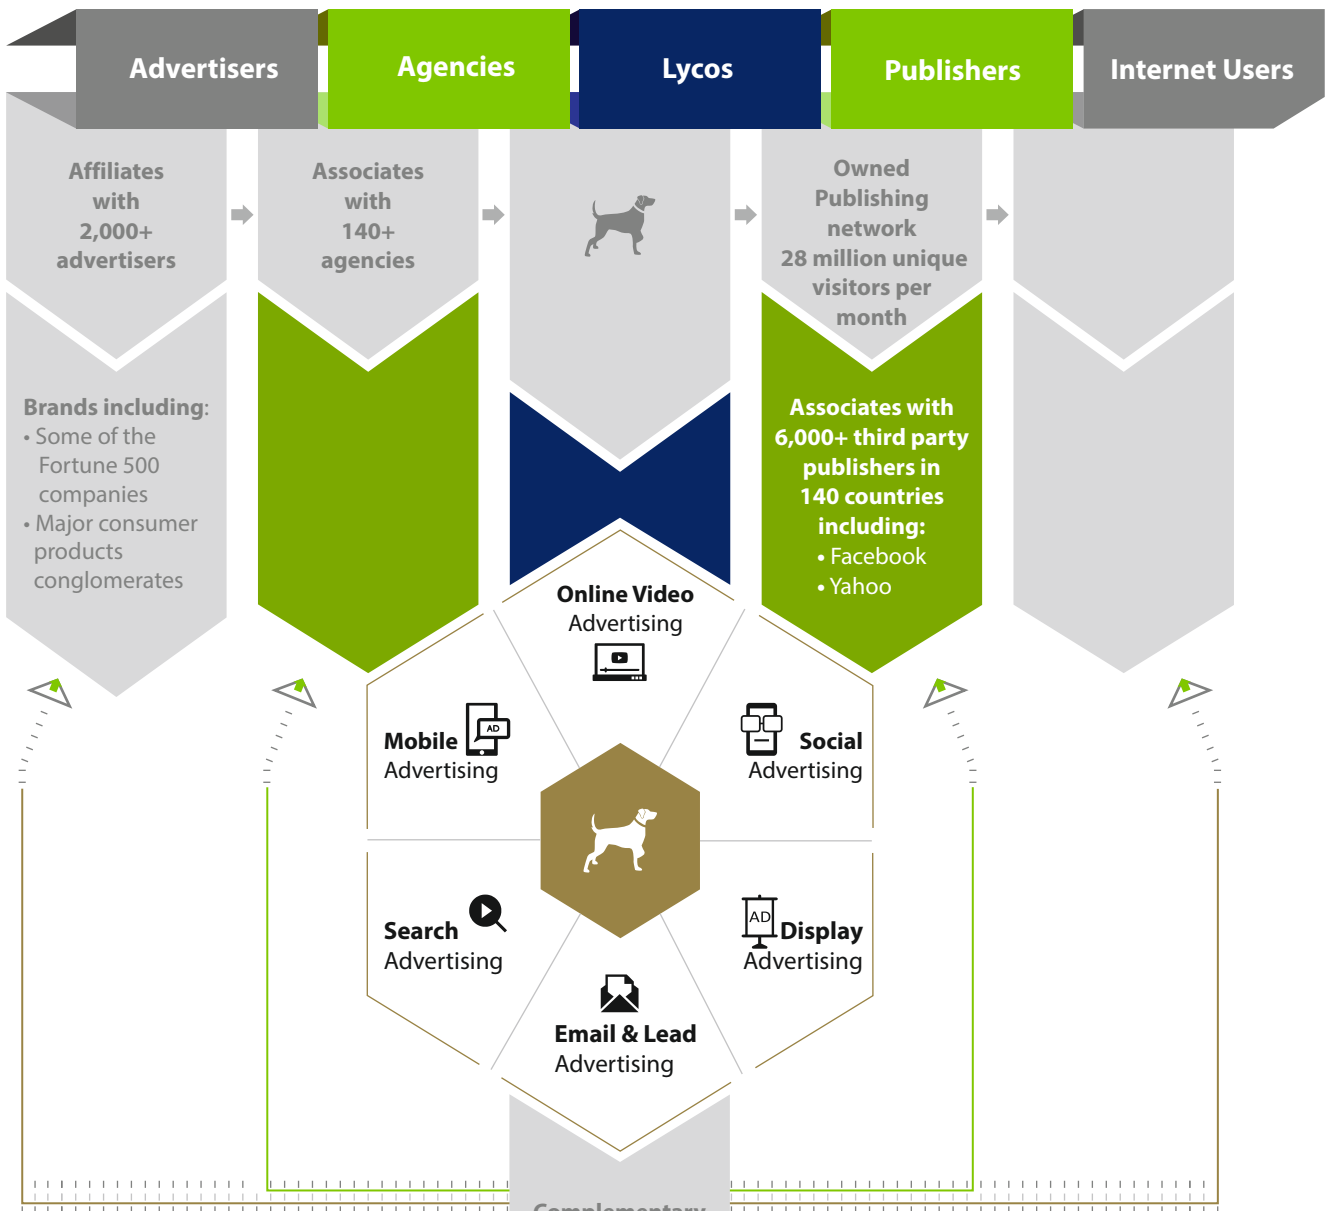 Advertisers
Agencies
Lycos
Publishers
Internet Users
Affiliates
with
2,000+
advertisers
Associates
with
140+
agencies
Owned
Publishing
network
28 million unique
visitors per
month
Brands including:
• Some of the
Fortune 500
companies
• Major consumer
products
conglomerates
Associates with
6,000+ third party
publishers in
140 countries
including:
• Facebook
• Yahoo
Online Video
Advertising
Mobile
Advertising
AD
Social
Advertising
Search
Advertising
AD
Display
Advertising
Email & Lead
Advertising
Complementary